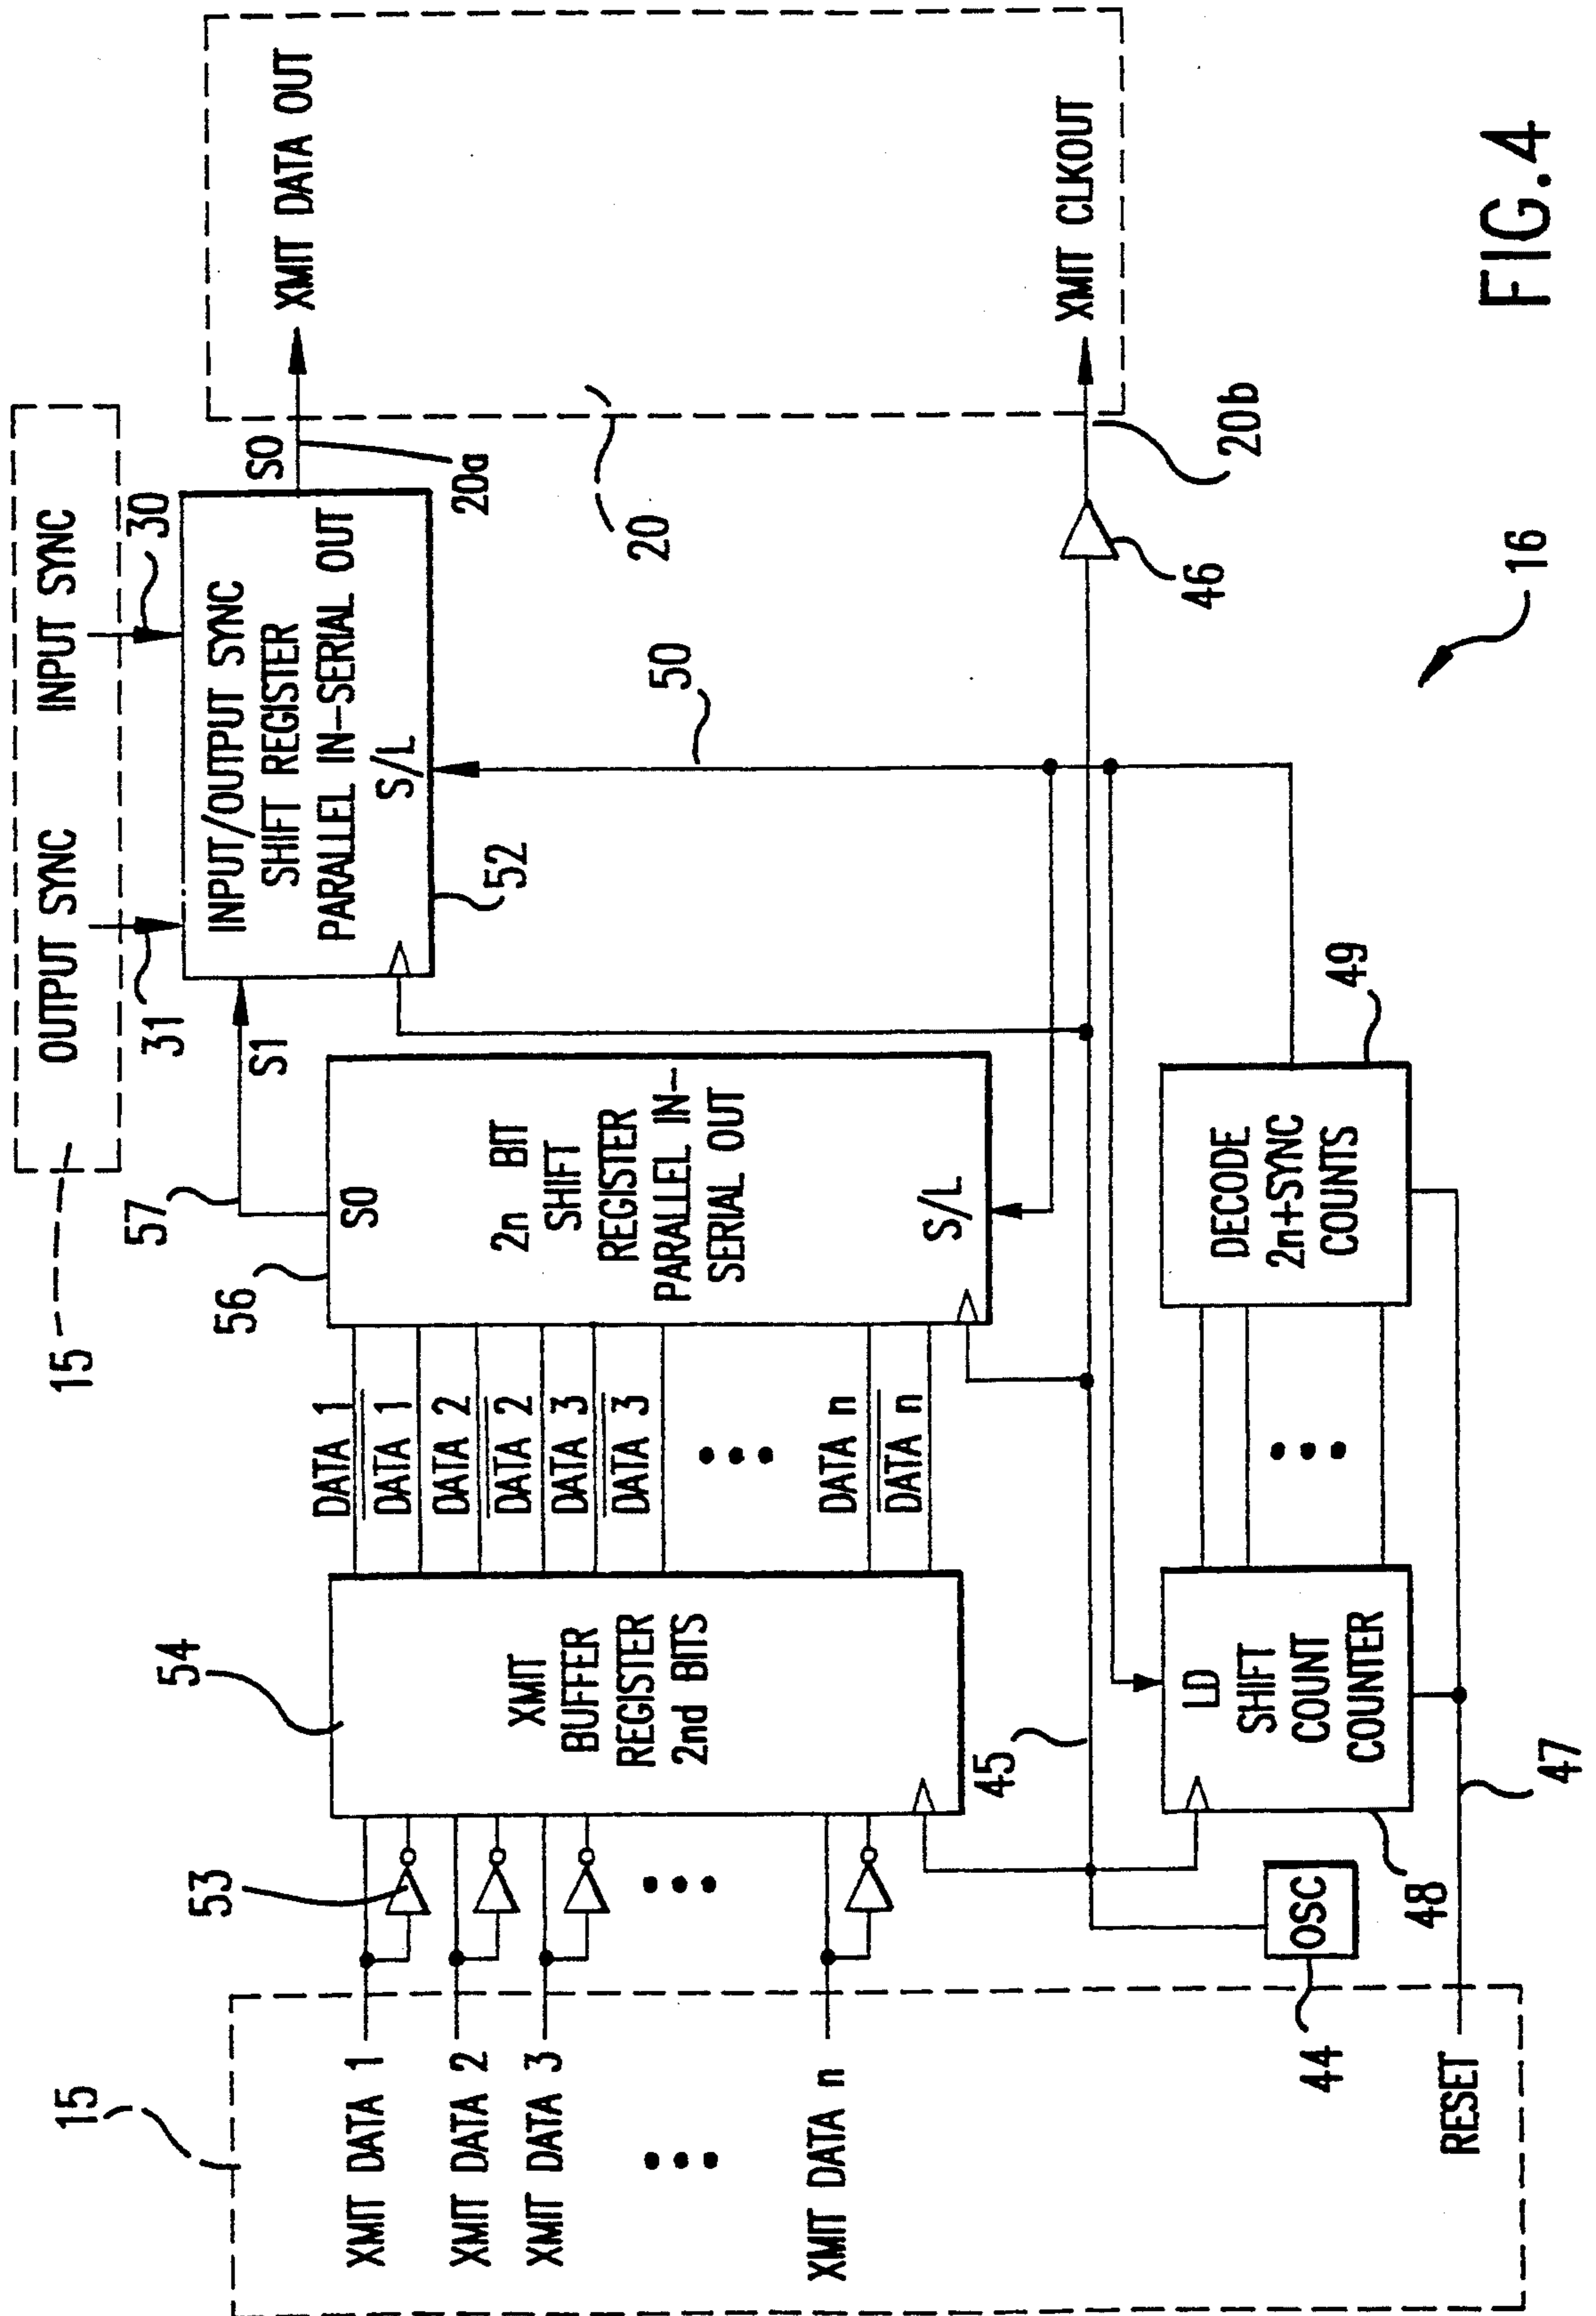 OUTPUT SYNC
INPUT SYNC
15
31
30
57
S1
INPUT/OUTPUT SYNC
SHIFT REGISTER
PARALLEL IN-SERIAL OUT
S/L
SO
20a
XMIT DATA OUT
52
50
20
15
XMIT DATA 1
XMIT DATA 2
XMIT DATA 3
XMIT DATA n
53
54
XMIT
BUFFER
REGISTER
2nd BITS
DATA 1
DATA 1
DATA 2
DATA 2
DATA 3
DATA 3
DATA n
DATA n
56
SO
2n BIT
SHIFT
REGISTER
PARALLEL IN-
SERIAL OUT
S/L
45
46
20b
XMIT CLKOUT
44
OSC
48
LD
SHIFT
COUNT
COUNTER
DECODE
2n+SYNC
COUNTS
49
RESET
47
16
FIG.4